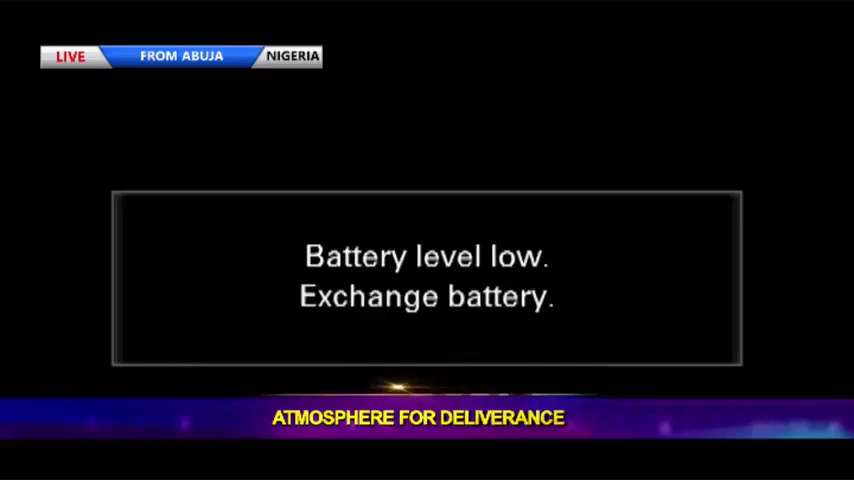 LIVE FROM ABUJA NIGERIA
Battery level low.
Exchange battery.
ATMOSPHERE FOR DELIVERANCE